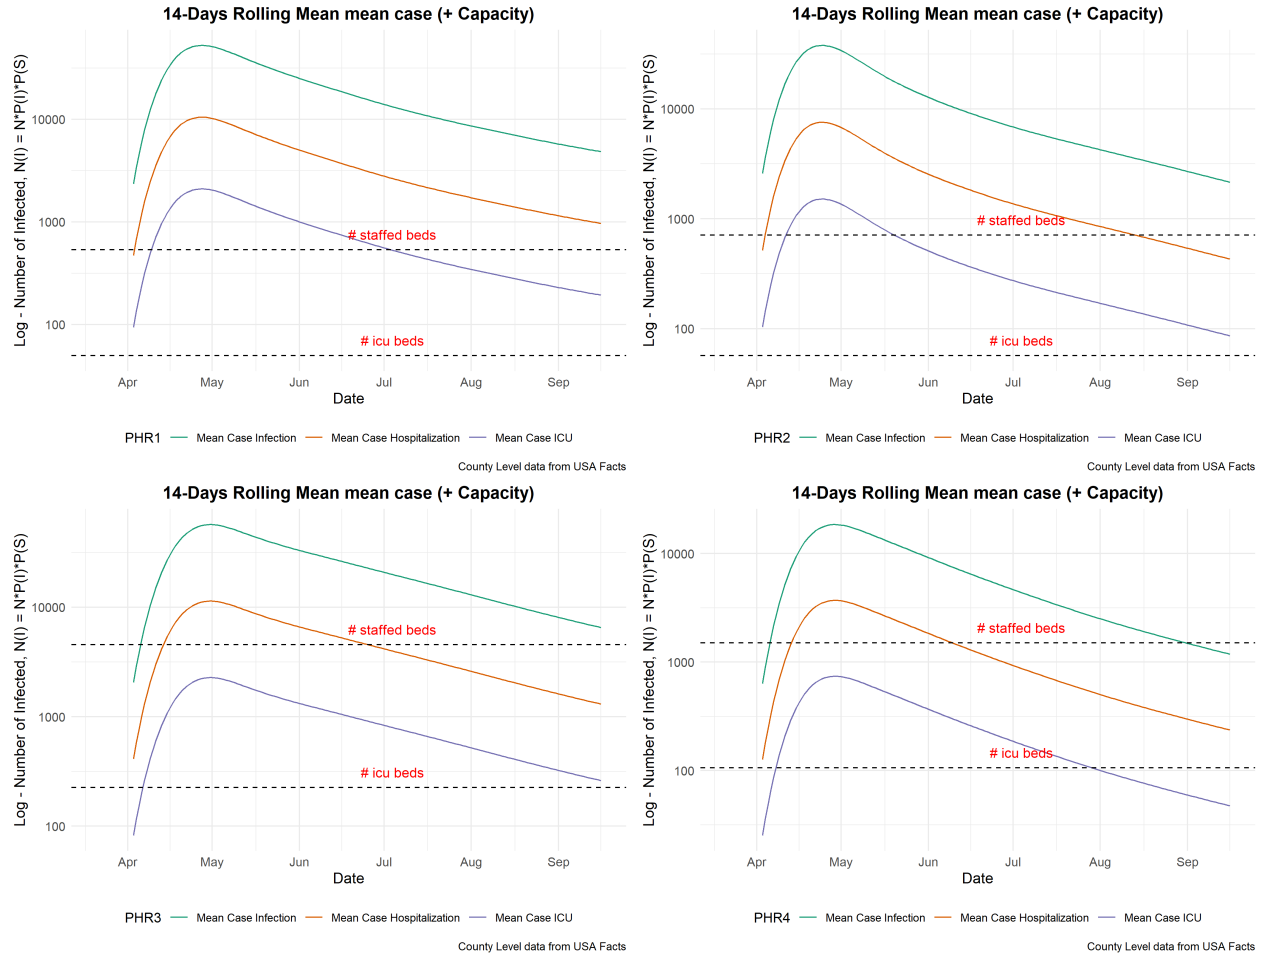 14-Days Rolling Mean mean case (+ Capacity)
Log - Number of Infected, N(I) = N*P(I)*P(S)
10000
1000
100
# staffed beds
# icu beds
Apr May Jun Jul Aug Sep
Date
PHR1 Mean Case Infection Mean Case Hospitalization Mean Case ICU
County Level data from USA Facts
14-Days Rolling Mean mean case (+ Capacity)
Log - Number of Infected, N(I) = N*P(I)*P(S)
10000
1000
100
# staffed beds
# icu beds
Apr May Jun Jul Aug Sep
Date
PHR2 Mean Case Infection Mean Case Hospitalization Mean Case ICU
County Level data from USA Facts
14-Days Rolling Mean mean case (+ Capacity)
Log - Number of Infected, N(I) = N*P(I)*P(S)
10000
1000
100
# staffed beds
# icu beds
Apr May Jun Jul Aug Sep
Date
PHR3 Mean Case Infection Mean Case Hospitalization Mean Case ICU
County Level data from USA Facts
14-Days Rolling Mean mean case (+ Capacity)
Log - Number of Infected, N(I) = N*P(I)*P(S)
10000
1000
100
# staffed beds
# icu beds
Apr May Jun Jul Aug Sep
Date
PHR4 Mean Case Infection Mean Case Hospitalization Mean Case ICU
County Level data from USA Facts